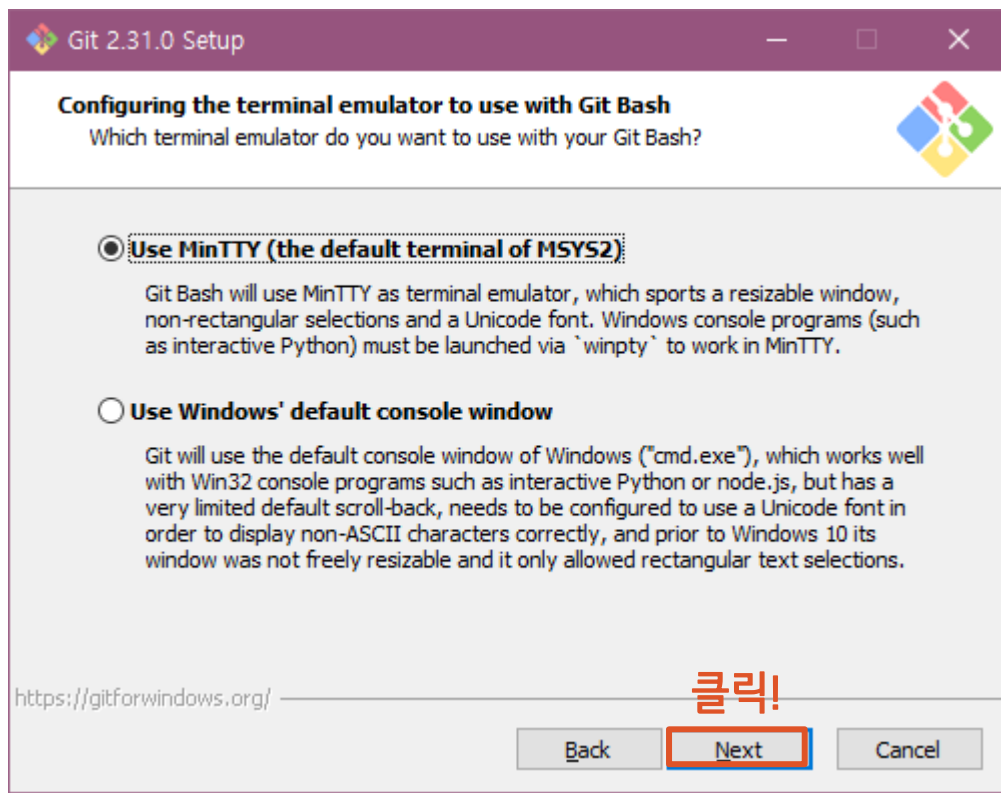 Git 2.31.0 Setup
Configuring the terminal emulator to use with Git Bash
Which terminal emulator do you want to use with your Git Bash?
Use MinTTY (the default terminal of MSYS2)
Git Bash will use MinTTY as terminal emulator, which sports a resizable window,
non-rectangular selections and a Unicode font. Windows console programs (such
as interactive Python) must be launched via `winpty` to work in MinTTY.
Use Windows' default console window
Git will use the default console window of Windows ("cmd.exe"), which works well
with Win32 console programs such as interactive Python or node.js, but has a
very limited default scroll-back, needs to be configured to use a Unicode font in
order to display non-ASCII characters correctly, and prior to Windows 10 its
window was not freely resizable and it only allowed rectangular text selections.
https://gitforwindows.org/
클릭!
Back Next Cancel